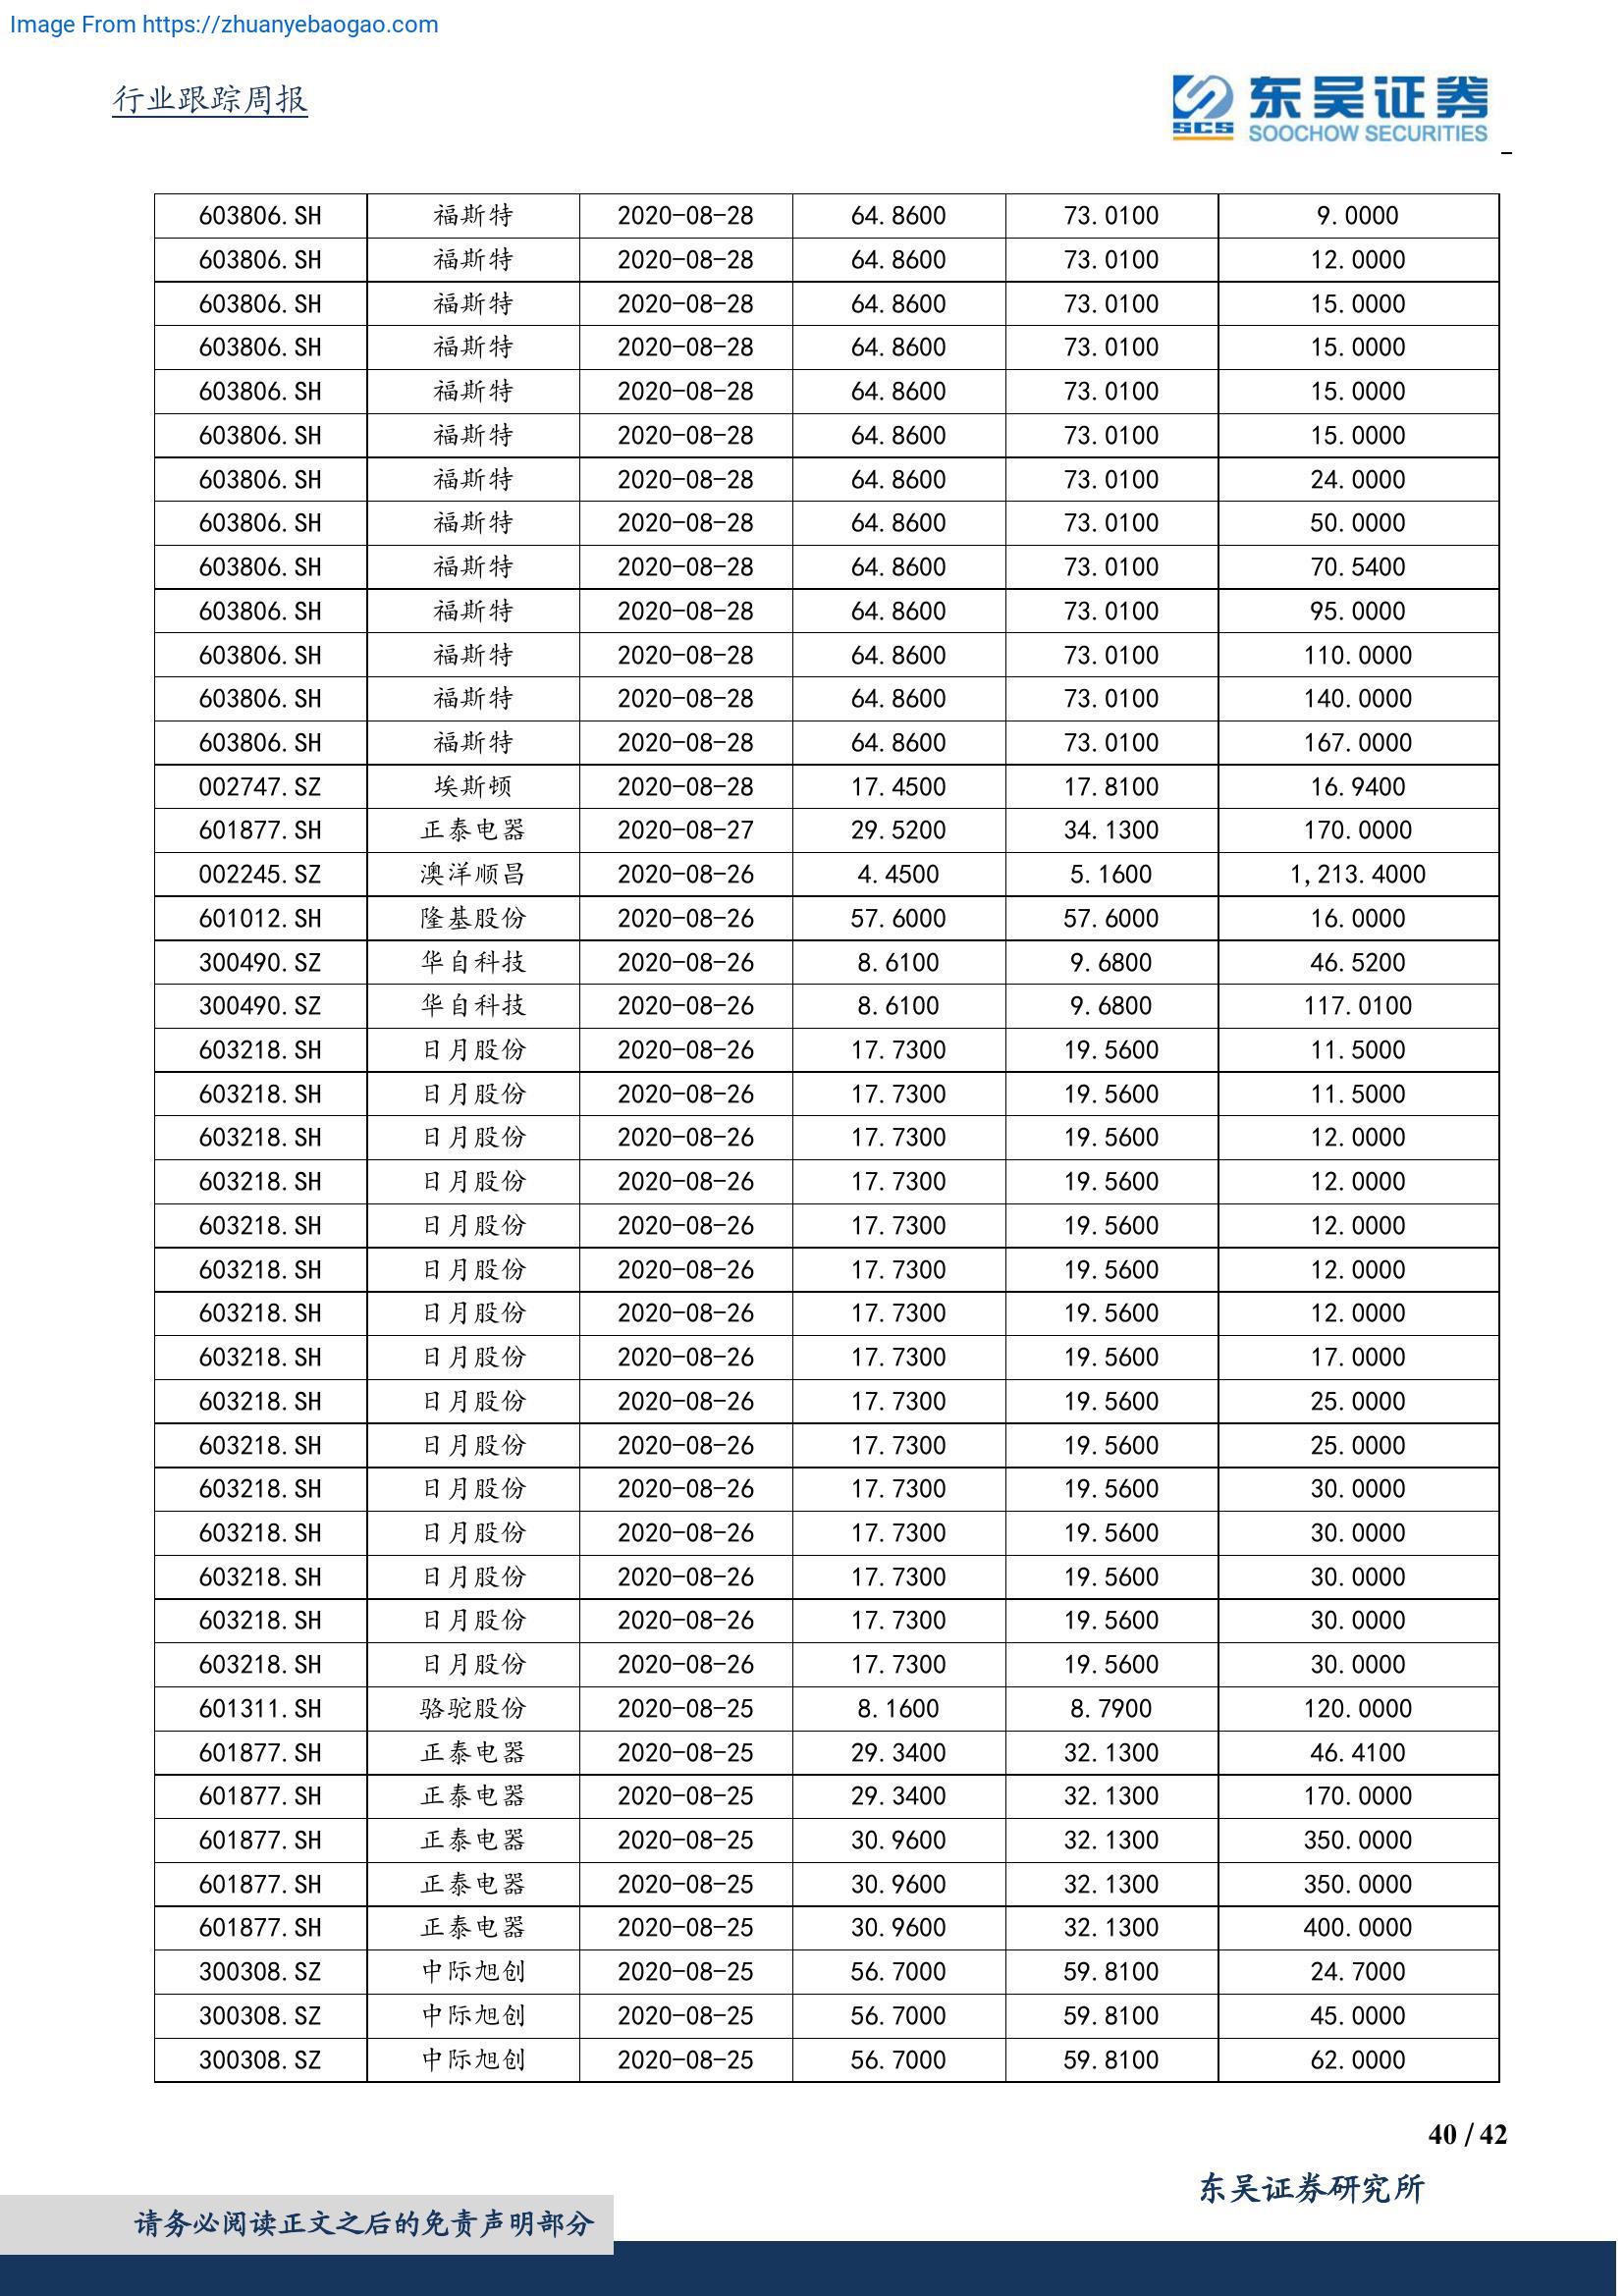 Image From https://zhuanyebaogao.com
行业跟踪周报
SCS 东吴证券
SOOCHOW SECURITIES
603806.SH 福斯特 2020-08-28 64.8600 73.0100 9.0000
603806.SH 福斯特 2020-08-28 64.8600 73.0100 12.0000
603806.SH 福斯特 2020-08-28 64.8600 73.0100 15.0000
603806.SH 福斯特 2020-08-28 64.8600 73.0100 15.0000
603806.SH 福斯特 2020-08-28 64.8600 73.0100 15.0000
603806.SH 福斯特 2020-08-28 64.8600 73.0100 15.0000
603806.SH 福斯特 2020-08-28 64.8600 73.0100 24.0000
603806.SH 福斯特 2020-08-28 64.8600 73.0100 50.0000
603806.SH 福斯特 2020-08-28 64.8600 73.0100 70.5400
603806.SH 福斯特 2020-08-28 64.8600 73.0100 95.0000
603806.SH 福斯特 2020-08-28 64.8600 73.0100 110.0000
603806.SH 福斯特 2020-08-28 64.8600 73.0100 140.0000
603806.SH 福斯特 2020-08-28 64.8600 73.0100 167.0000
002747.SZ 埃斯顿 2020-08-28 17.4500 17.8100 16.9400
601877.SH 正泰电器 2020-08-27 29.5200 34.1300 170.0000
002245.SZ 澳洋顺昌 2020-08-26 4.4500 5.1600 1,213.4000
601012.SH 隆基股份 2020-08-26 57.6000 57.6000 16.0000
300490.SZ 华自科技 2020-08-26 8.6100 9.6800 46.5200
300490.SZ 华自科技 2020-08-26 8.6100 9.6800 117.0100
603218.SH 日月股份 2020-08-26 17.7300 19.5600 11.5000
603218.SH 日月股份 2020-08-26 17.7300 19.5600 11.5000
603218.SH 日月股份 2020-08-26 17.7300 19.5600 12.0000
603218.SH 日月股份 2020-08-26 17.7300 19.5600 12.0000
603218.SH 日月股份 2020-08-26 17.7300 19.5600 12.0000
603218.SH 日月股份 2020-08-26 17.7300 19.5600 12.0000
603218.SH 日月股份 2020-08-26 17.7300 19.5600 12.0000
603218.SH 日月股份 2020-08-26 17.7300 19.5600 17.0000
603218.SH 日月股份 2020-08-26 17.7300 19.5600 25.0000
603218.SH 日月股份 2020-08-26 17.7300 19.5600 25.0000
603218.SH 日月股份 2020-08-26 17.7300 19.5600 30.0000
603218.SH 日月股份 2020-08-26 17.7300 19.5600 30.0000
603218.SH 日月股份 2020-08-26 17.7300 19.5600 30.0000
603218.SH 日月股份 2020-08-26 17.7300 19.5600 30.0000
603218.SH 日月股份 2020-08-26 17.7300 19.5600 30.0000
601311.SH 骆驼股份 2020-08-25 8.1600 8.7900 120.0000
601877.SH 正泰电器 2020-08-25 29.3400 32.1300 46.4100
601877.SH 正泰电器 2020-08-25 29.3400 32.1300 170.0000
601877.SH 正泰电器 2020-08-25 30.9600 32.1300 350.0000
601877.SH 正泰电器 2020-08-25 30.9600 32.1300 350.0000
601877.SH 正泰电器 2020-08-25 30.9600 32.1300 400.0000
300308.SZ 中际旭创 2020-08-25 56.7000 59.8100 24.7000
300308.SZ 中际旭创 2020-08-25 56.7000 59.8100 45.0000
300308.SZ 中际旭创 2020-08-25 56.7000 59.8100 62.0000
40 / 42
东吴证券研究所
请务必阅读正文之后的免责声明部分